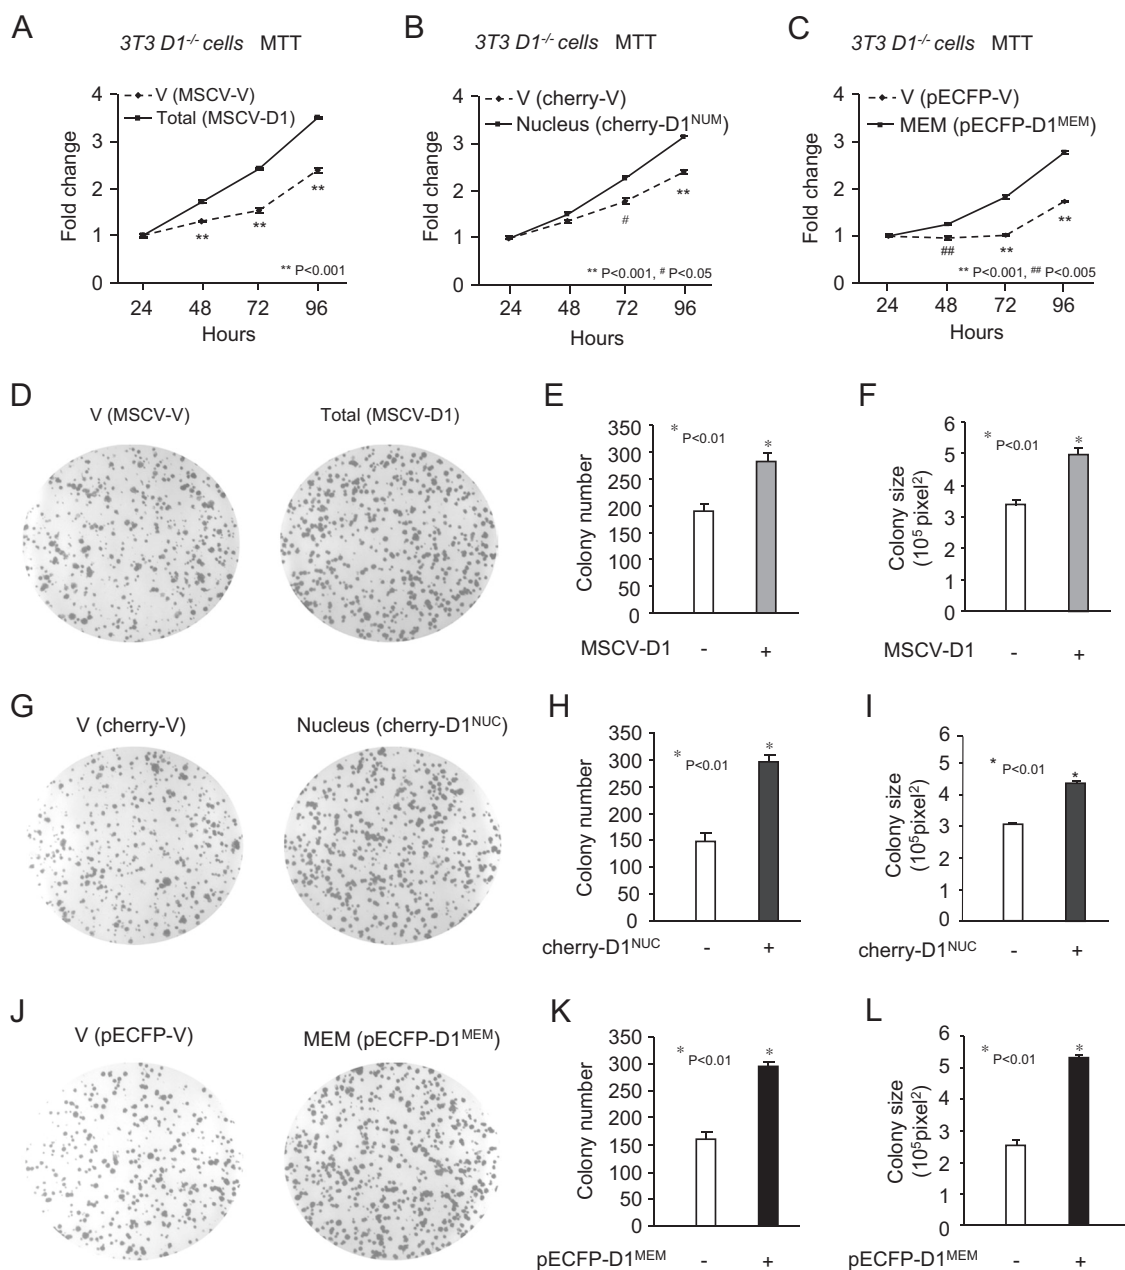 A
3T3 D1-/- cells MTT
V (MSCV-V)
Total (MSCV-D1)
Fold change
4
3
2
1
0
**
**
**
** P<0.001
24 48 72 96
Hours
B
3T3 D1-/- cells MTT
V (cherry-V)
Nucleus (cherry-D1NUM)
Fold change
4
3
2
1
0
#
**
** P<0.001, # P<0.05
24 48 72 96
Hours
C
3T3 D1-/- cells MTT
V (pECFP-V)
MEM (pECFP-D1MEM)
Fold change
4
3
2
1
0
##
**
**
** P<0.001, ## P<0.005
24 48 72 96
Hours
D
V (MSCV-V)
Total (MSCV-D1)
E
Colony number
350
300
250
200
150
100
50
0
* P<0.01
*
MSCV-D1 - +
F
Colony size
(105 pixel2)
6
5
4
3
2
1
0
* P<0.01
*
MSCV-D1 - +
G
V (cherry-V)
Nucleus (cherry-D1NUC)
H
Colony number
350
300
250
200
150
100
50
0
* P<0.01
*
cherry-D1NUC - +
I
Colony size
(105pixel2)
6
5
4
3
2
1
0
* P<0.01
*
cherry-D1NUC - +
J
V (pECFP-V)
MEM (pECFP-D1MEM)
K
Colony number
350
300
250
200
150
100
50
0
* P<0.01
*
pECFP-D1MEM - +
L
Colony size
(105pixel2)
6
5
4
3
2
1
0
* P<0.01
*
pECFP-D1MEM - +